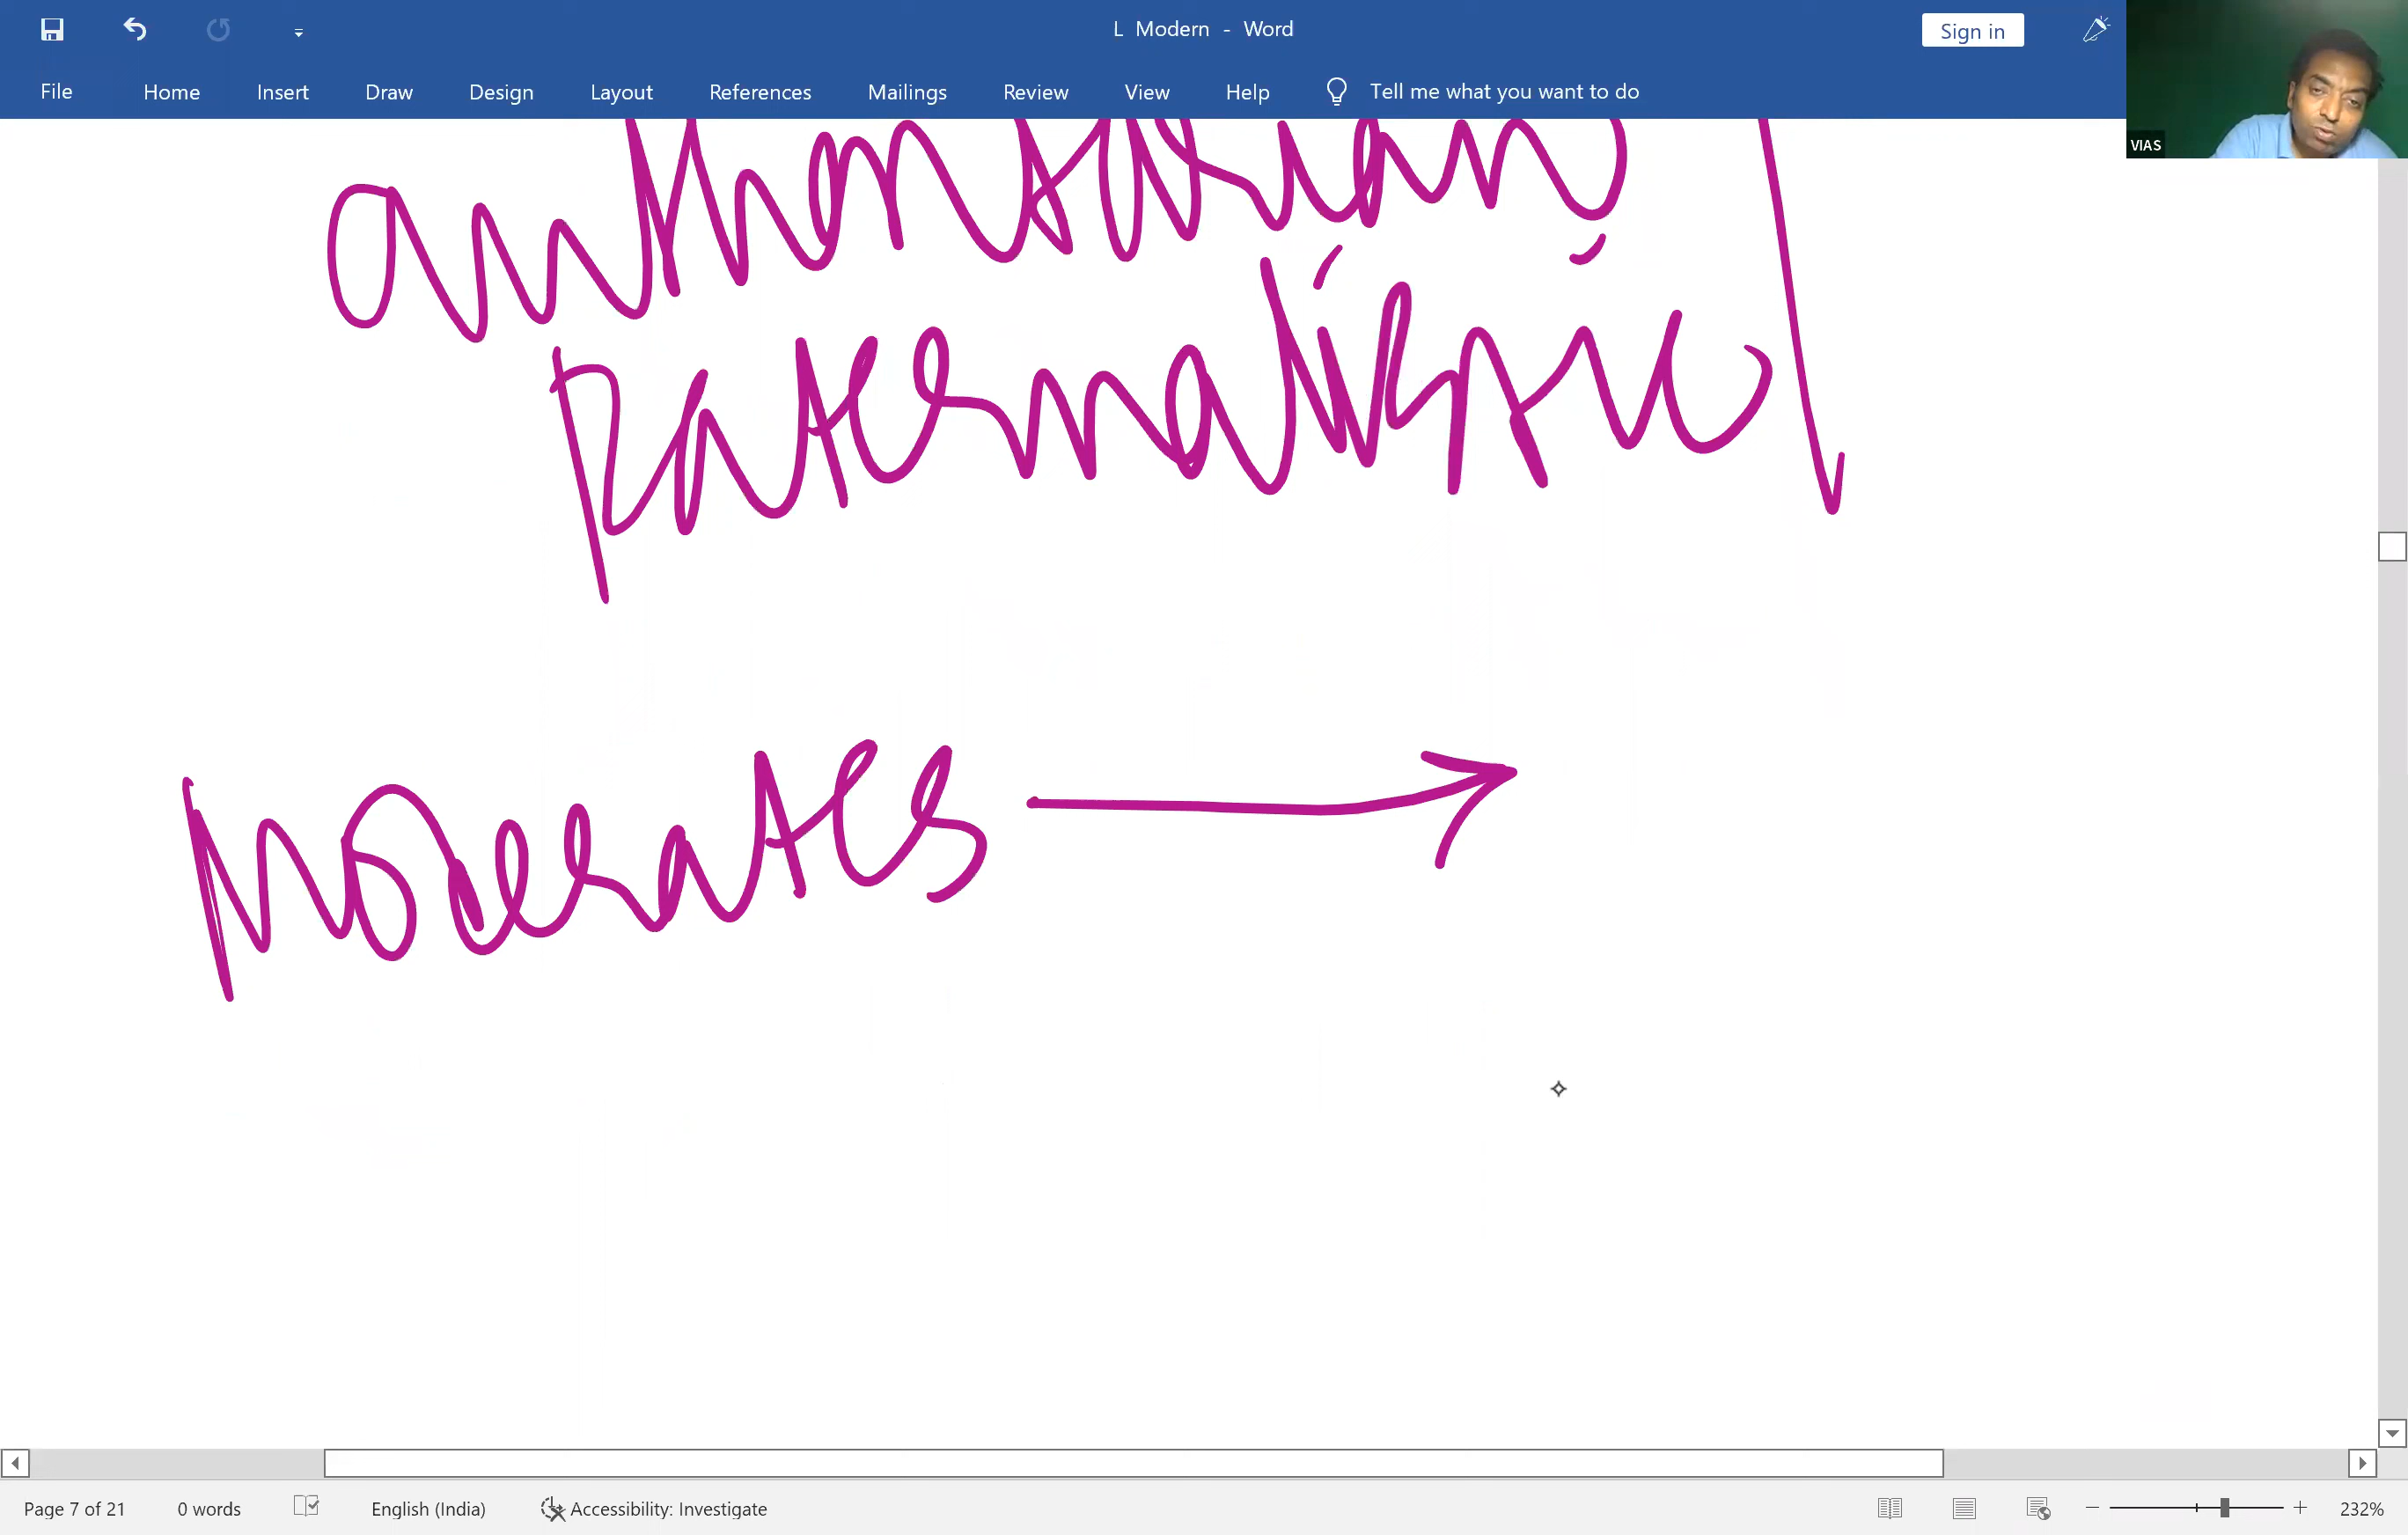 L Modern - Word
Sign in
File Home Insert Draw Design Layout References Mailings Review View Help Tell me what you want to do
VIAS
Paternalistic
Moderates
Page 7 of 21 0 words English (India) Accessibility: Investigate 232%